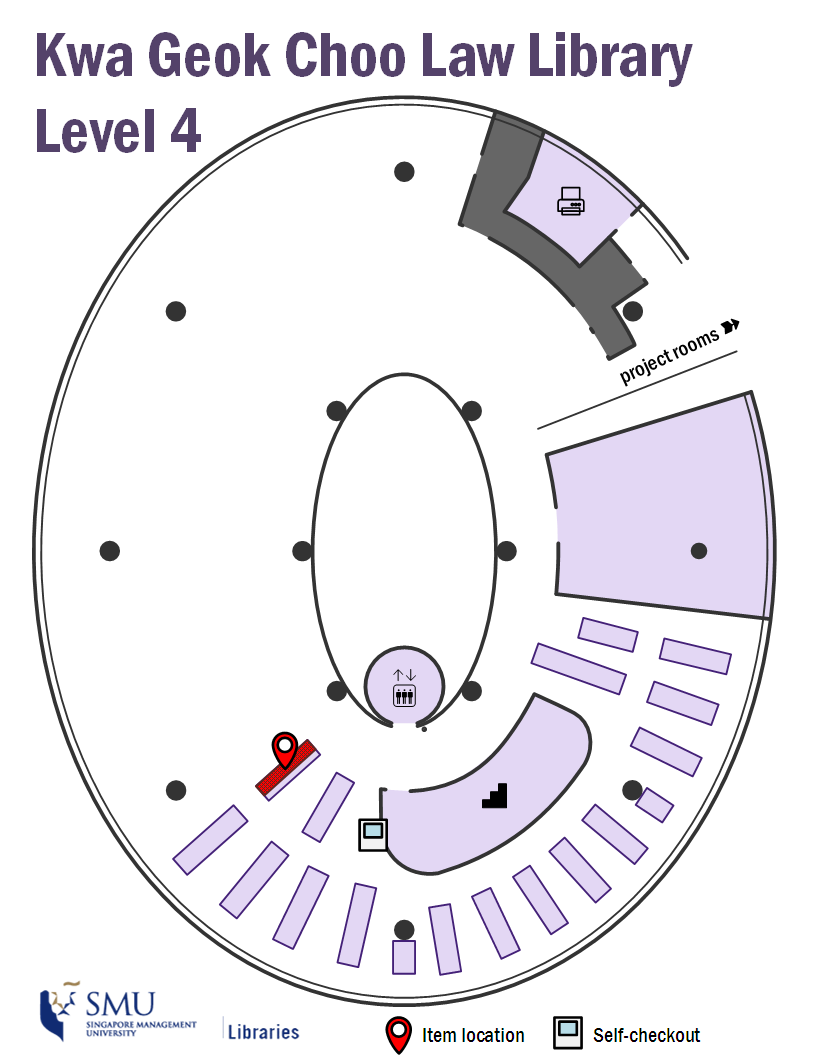 Kwa Geok Choo Law Library
Level 4
project rooms
SMU
SINGAPORE MANAGEMENT
UNIVERSITY
Libraries
Item location
Self-checkout